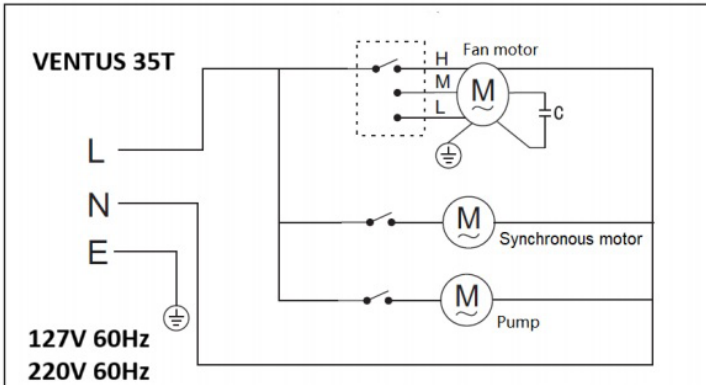 VENTUS 35T
H
Fan motor
M
M
L
C
L
N
M
Synchronous motor
E
M
Pump
127V 60Hz
220V 60Hz